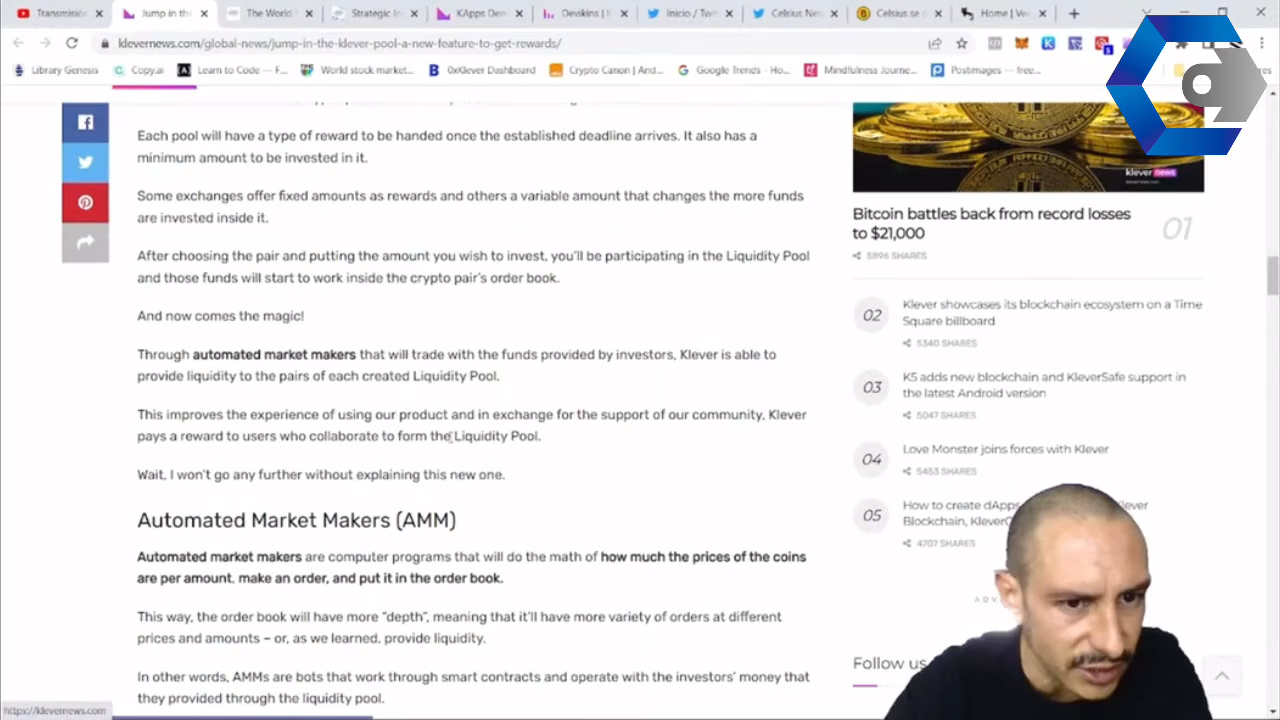 Transmisió
Jump in the
The World
Strategic In
KApps De
Devikins | K
Inicio / Twi
Celsius Ne
Celsius se
Home | Ve
klevernews.com/global-news/jump-in-the-klever-pool-a-new-feature-to-get-rewards/
Library Genesis
Copy.ai
Learn to Code — F...
World stock market...
0xKlever Dashboard
Crypto Canon | And...
Google Trends - Ho...
Mindfulness Journe...
Postimages — free...
Each pool will have a type of reward to be handed once the established deadline arrives. It also has a
minimum amount to be invested in it.
Some exchanges offer fixed amounts as rewards and others a variable amount that changes the more funds
are invested inside it.
After choosing the pair and putting the amount you wish to invest, you'll be participating in the Liquidity Pool
and those funds will start to work inside the crypto pair's order book.
And now comes the magic!
Through automated market makers that will trade with the funds provided by investors, Klever is able to
provide liquidity to the pairs of each created Liquidity Pool.
This improves the experience of using our product and in exchange for the support of our community, Klever
pays a reward to users who collaborate to form the Liquidity Pool.
Wait, I won't go any further without explaining this new one.
Automated Market Makers (AMM)
Automated market makers are computer programs that will do the math of how much the prices of the coins
are per amount, make an order, and put it in the order book.
This way, the order book will have more "depth", meaning that it'll have more variety of orders at different
prices and amounts – or, as we learned, provide liquidity.
In other words, AMMs are bots that work through smart contracts and operate with the investors' money that
they provided through the liquidity pool.
https://klevernews.com
klever news
klevernews.com
Bitcoin battles back from record losses
to $21,000
01
5896 SHARES
02
Klever showcases its blockchain ecosystem on a Time
Square billboard
5340 SHARES
03
K5 adds new blockchain and KleverSafe support in
the latest Android version
5047 SHARES
04
Love Monster joins forces with Klever
5453 SHARES
05
How to create dApps
Blockchain, KleverC
4707 SHARES
Follow us